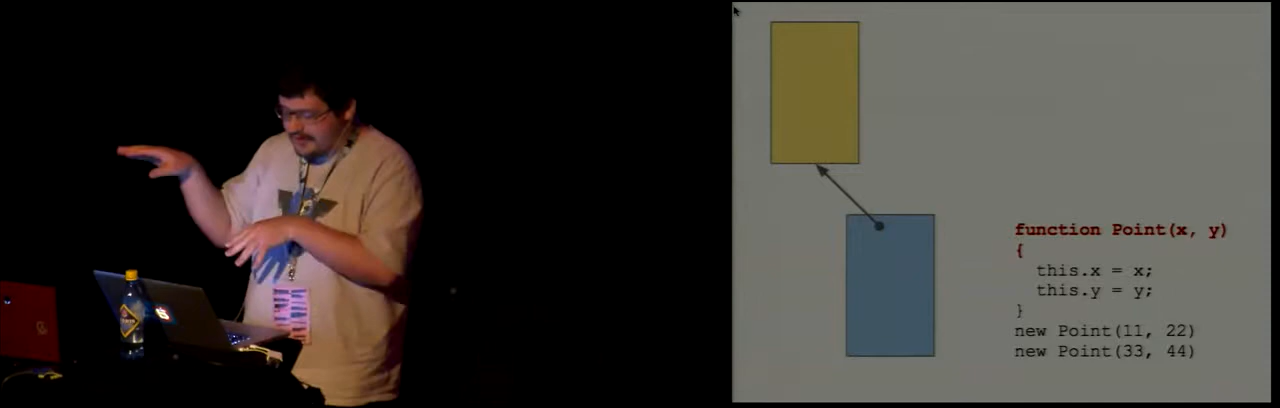 function Point(x, y)
{
this.x = x;
this.y = y;
}
new Point(11, 22)
new Point(33, 44)